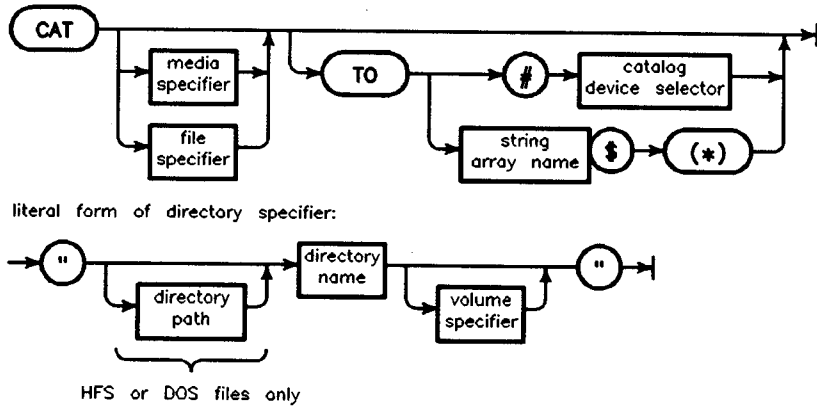 CAT
media
specifier
file
specifier
TO
#
catalog
device selector
string
array name
$
(*)
literal form of directory specifier:
"
directory
path
directory
name
volume
specifier
"
HFS or DOS files only